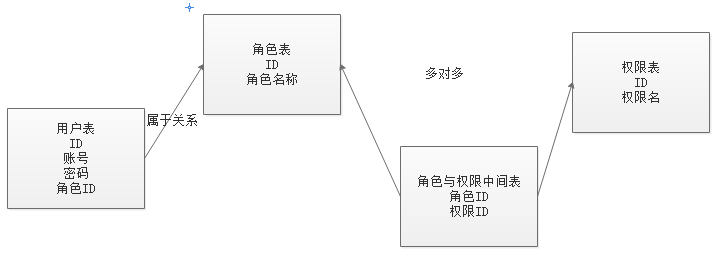 角色表
ID
角色名称
多对多
权限表
ID
权限名
属于关系
用户表
ID
账号
密码
角色ID
角色与权限中间表
角色ID
权限ID